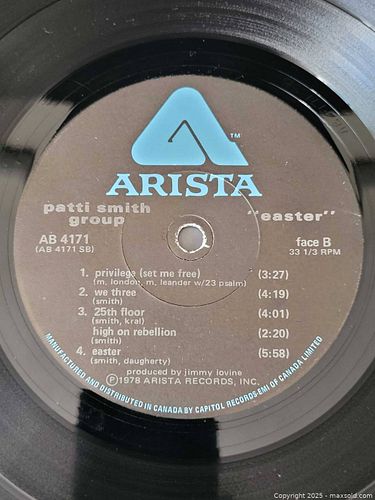 TM
ARISTA
patti smith
group
"easter"
AB 4171
(AB 4171 SB)
face B
33 1/3 RPM
1. privilege (set me free) (3:27)
(m. london, m. leander w/23 psalm)
2. we three (4:19)
(smith)
3. 25th floor (4:01)
(smith, kral)
high on rebellion (2:20)
(smith)
4. easter (5:58)
(smith, daugherty)
produced by jimmy iovine
Ⓟ1978 ARISTA RECORDS, INC.
MANUFACTURED AND DISTRIBUTED IN CANADA BY CAPITOL RECORDS-EMI OF CANADA LIMITED
Copyright © 2025 - maxsold.com